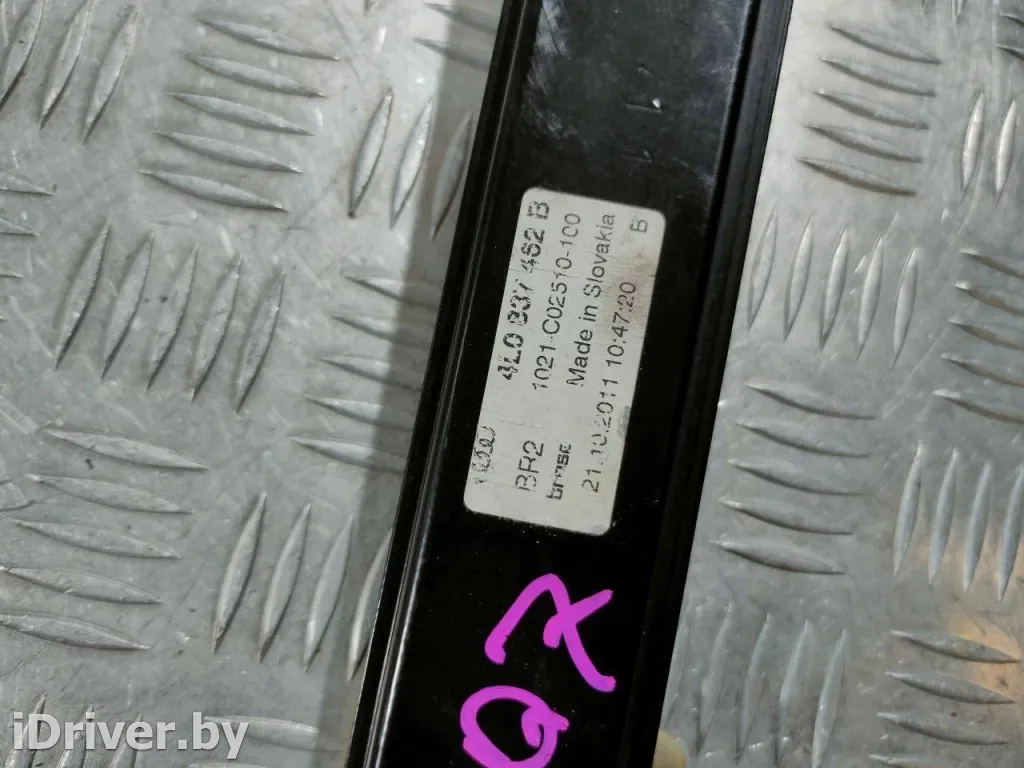 4L0 837 462 B
BR2 1021-C02510-100
brose Made in Slovakia
21.10.2011 10:47:20 B
Q7
iDriver.by